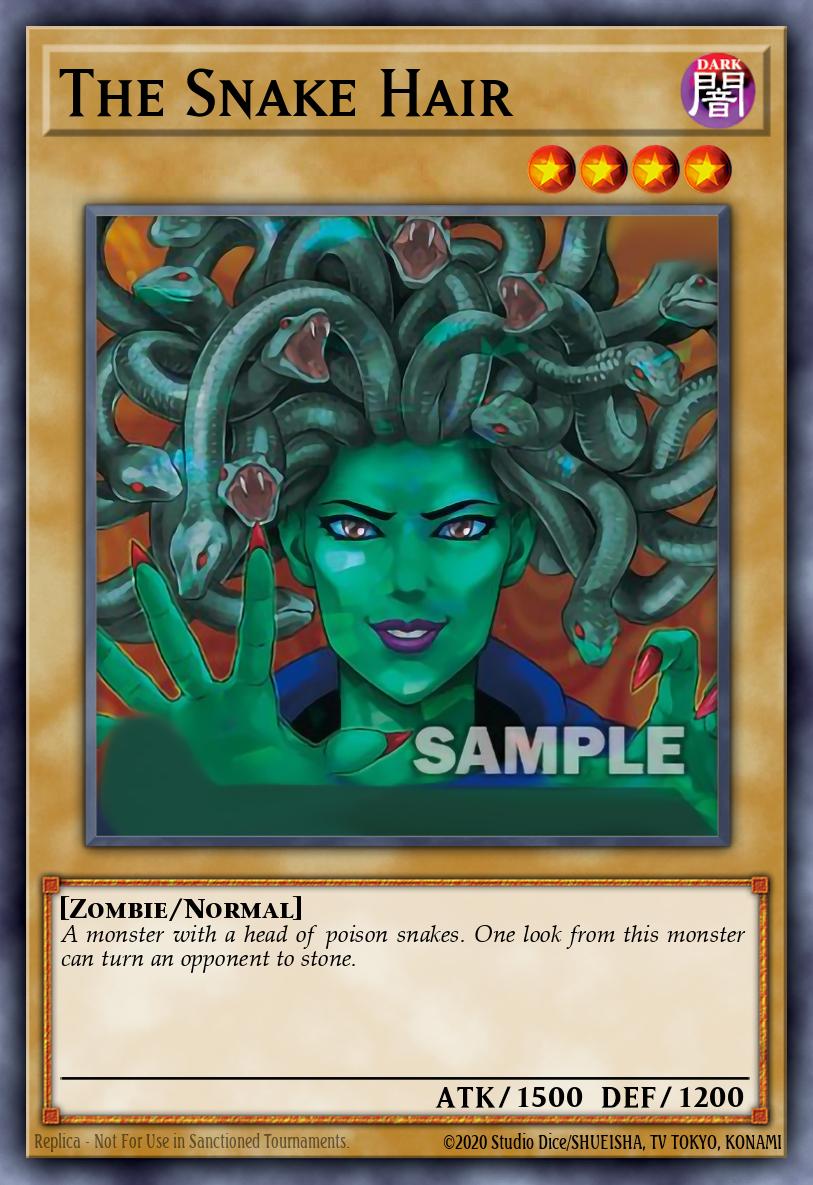 The Snake Hair
DARK
闇
SAMPLE
[Zombie/Normal]
A monster with a head of poison snakes. One look from this monster
can turn an opponent to stone.
ATK/1500 DEF/1200
Replica - Not For Use in Sanctioned Tournaments.
©2020 Studio Dice/SHUEISHA, TV TOKYO, KONAMI